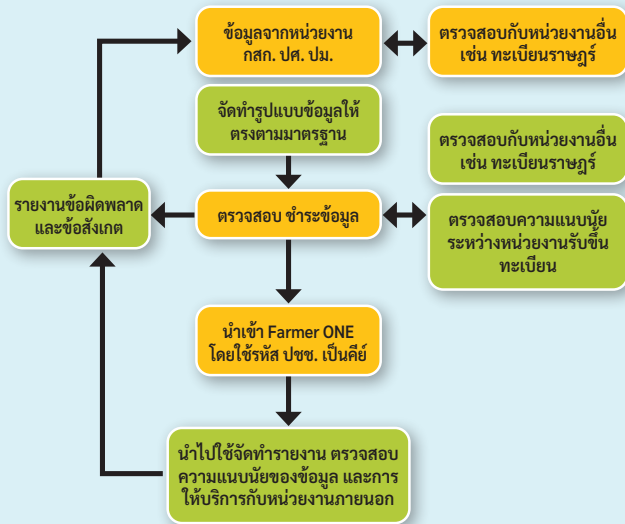 ข้อมูลจากหน่วยงาน
กสก. ปศ. ปม.
ตรวจสอบกับหน่วยงานอื่น
เช่น ทะเบียนราษฎร์
จัดทำรูปแบบข้อมูลให้
ตรงตามมาตรฐาน
ตรวจสอบกับหน่วยงานอื่น
เช่น ทะเบียนราษฎร์
รายงานข้อผิดพลาด
และข้อสังเกต
ตรวจสอบ ชำระข้อมูล
ตรวจสอบความแนบนัย
ระหว่างหน่วยงานรับขึ้น
ทะเบียน
นำเข้า Farmer ONE
โดยใช้รหัส ปชช. เป็นคีย์
นำไปใช้จัดทำรายงาน ตรวจสอบ
ความแนบนัยของข้อมูล และการ
ให้บริการกับหน่วยงานภายนอก